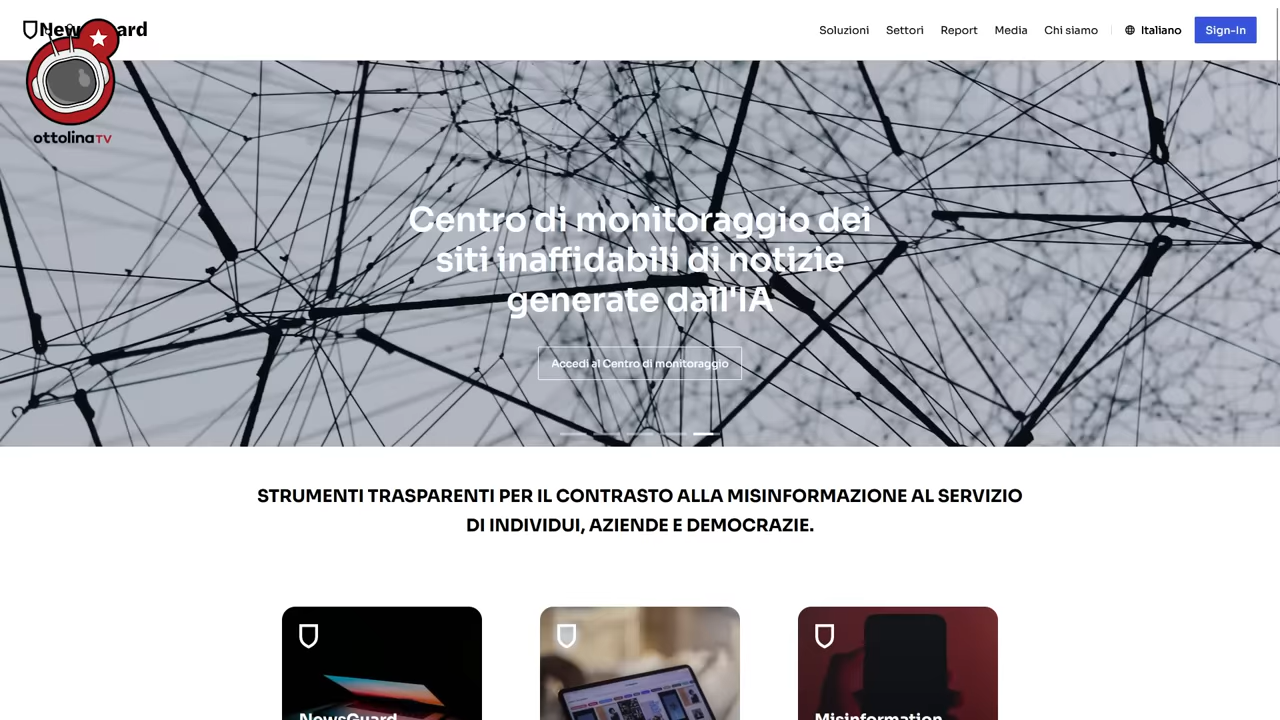 NewsGuard
Soluzioni Settori Report Media Chi siamo Italiano Sign-In
ottolinaTV
Centro di monitoraggio dei
siti inaffidabili di notizie
generate dall'IA
Accedi al Centro di monitoraggio
STRUMENTI TRASPARENTI PER IL CONTRASTO ALLA MISINFORMAZIONE AL SERVIZIO
DI INDIVIDUI, AZIENDE E DEMOCRAZIE.
NewsGuard
Misinformation